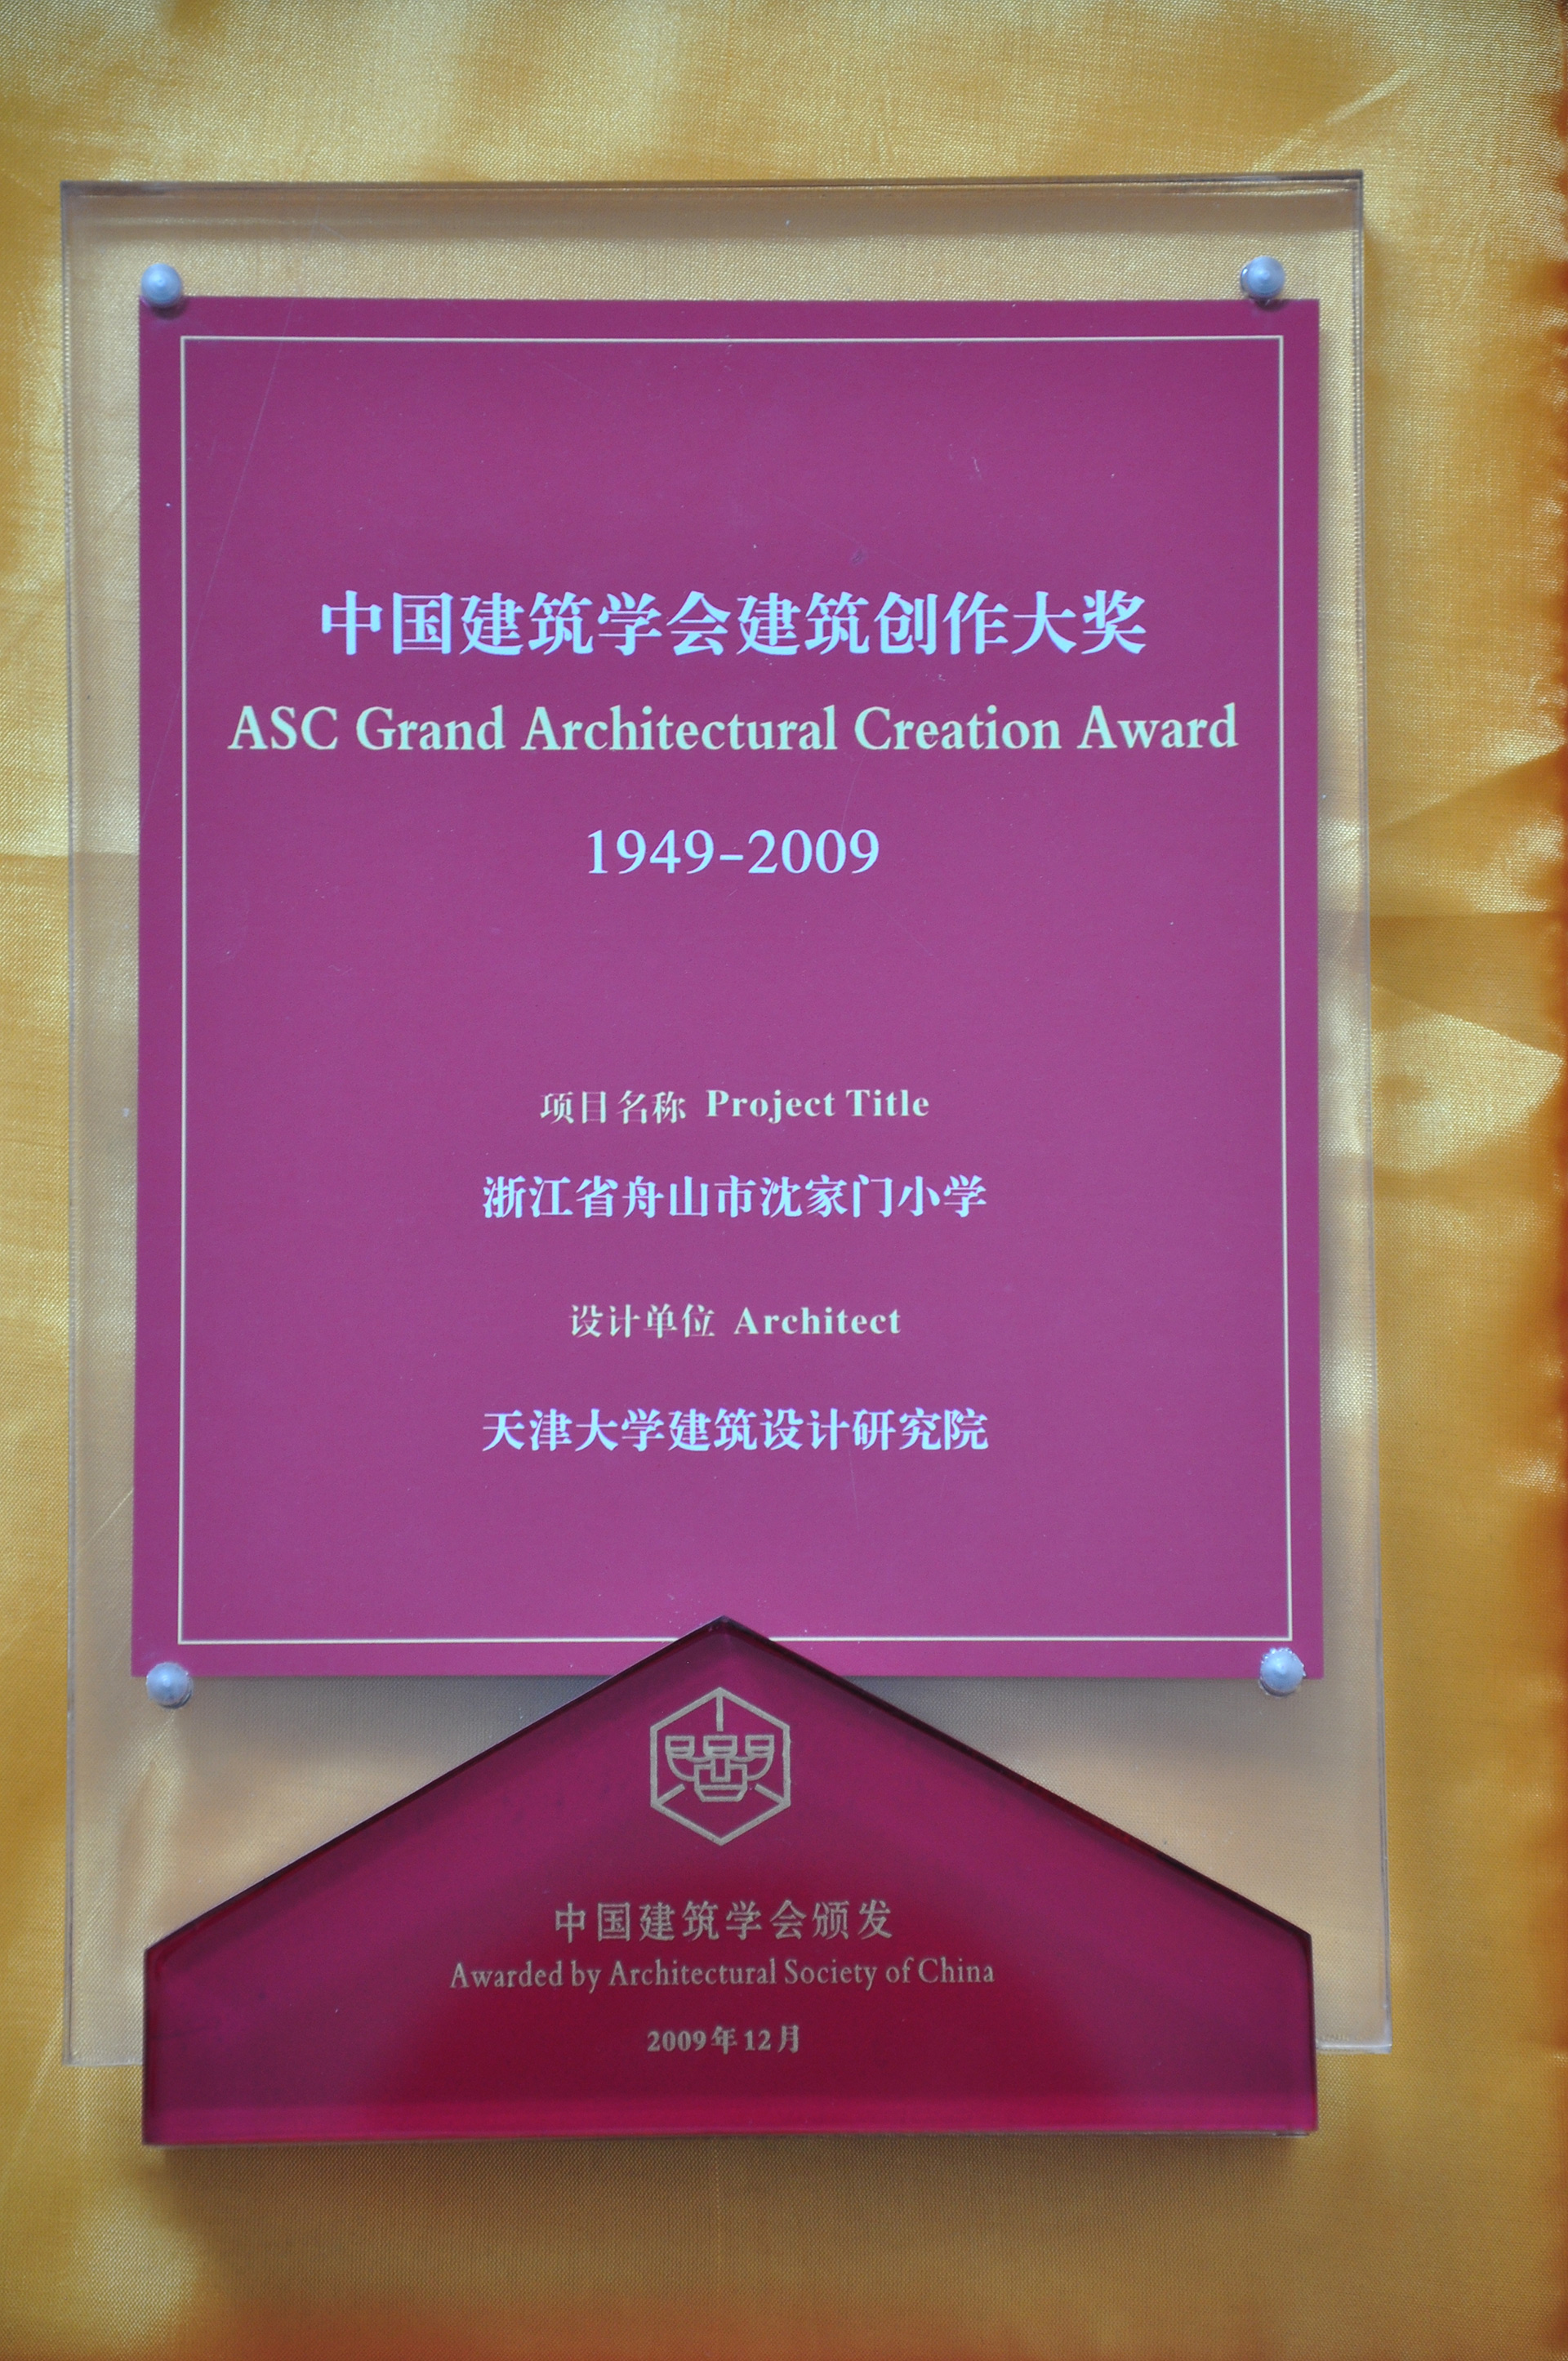 中国建筑学会建筑创作大奖
ASC Grand Architectural Creation Award
1949-2009
项目名称 Project Title
浙江省舟山市沈家门小学
设计单位 Architect
天津大学建筑设计研究院
中国建筑学会颁发
Awarded by Architectural Society of China
2009年12月